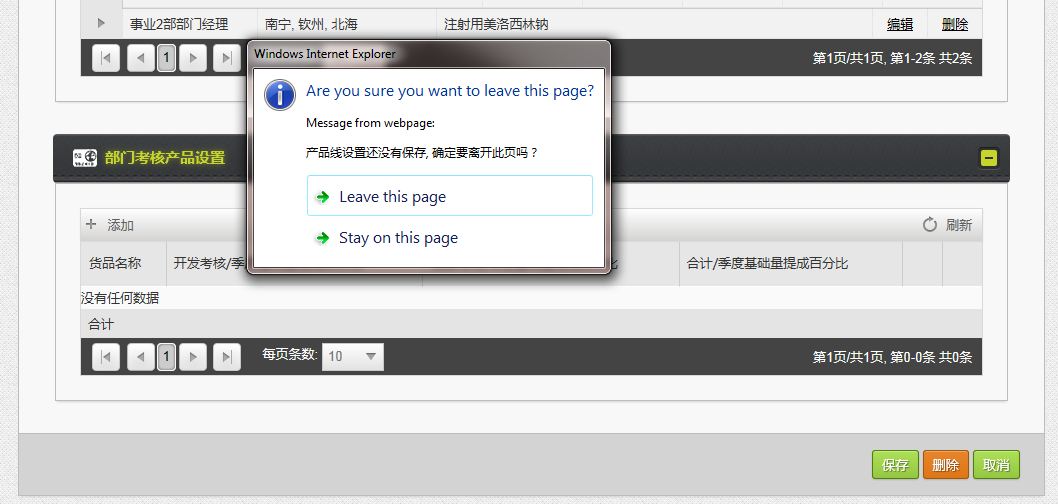 事业2部部门经理 南宁, 钦州, 北海 注射用美洛西林钠 编辑 删除
1 第1页/共1页, 第1-2条 共2条
Windows Internet Explorer
Are you sure you want to leave this page?
Message from webpage:
产品线设置还没有保存, 确定要离开此页吗？
Leave this page
Stay on this page
部门考核产品设置
添加 刷新
货品名称 开发考核/季 合计/季度基础量提成百分比
没有任何数据
合计
1 每页条数: 10 第1页/共1页, 第0-0条 共0条
保存 删除 取消